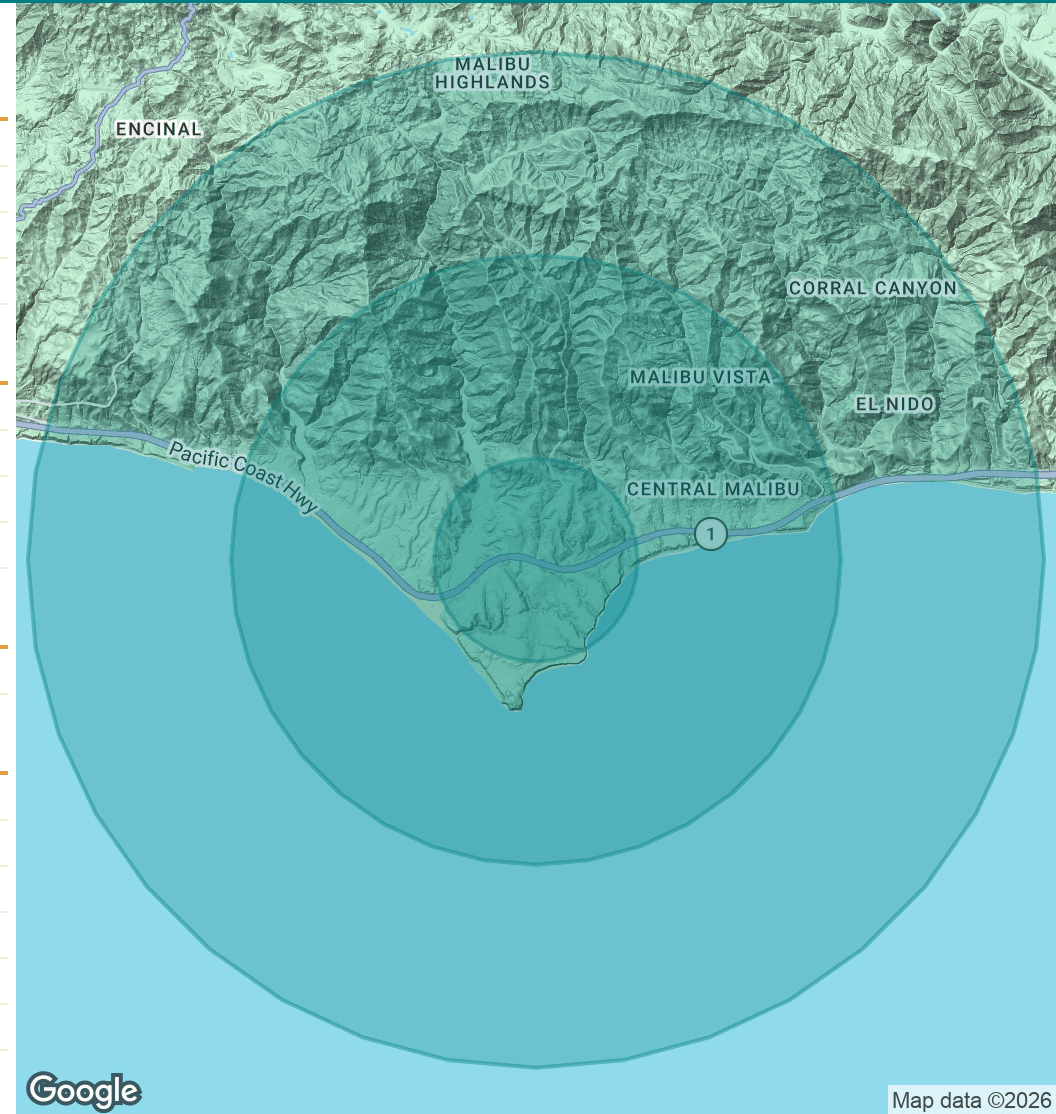 MALIBU
HIGHLANDS
ENCINAL
CORRAL CANYON
MALIBU VISTA
EL NIDO
Pacific Coast Hwy
CENTRAL MALIBU
1
Google
Map data ©2026